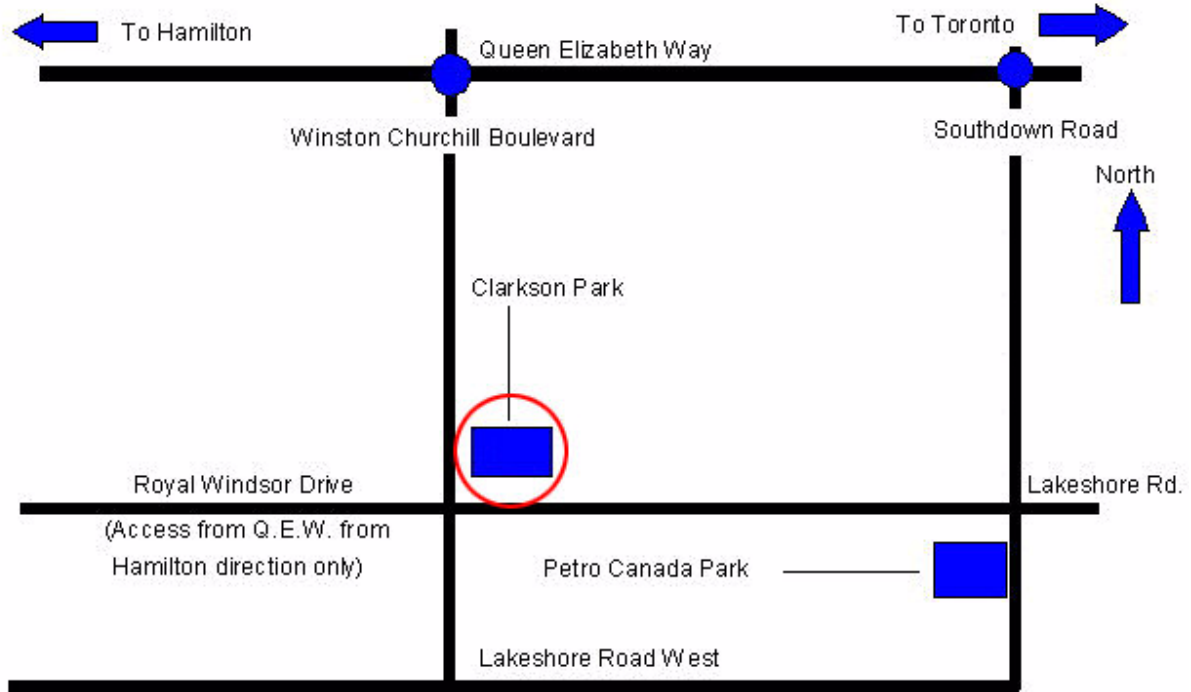 To Hamilton
To Toronto
Queen Elizabeth Way
Winston Churchill Boulevard
Southdown Road
North
Clarkson Park
Royal Windsor Drive
Lakeshore Rd.
(Access from Q.E.W. from
Hamilton direction only)
Petro Canada Park
Lakeshore Road West